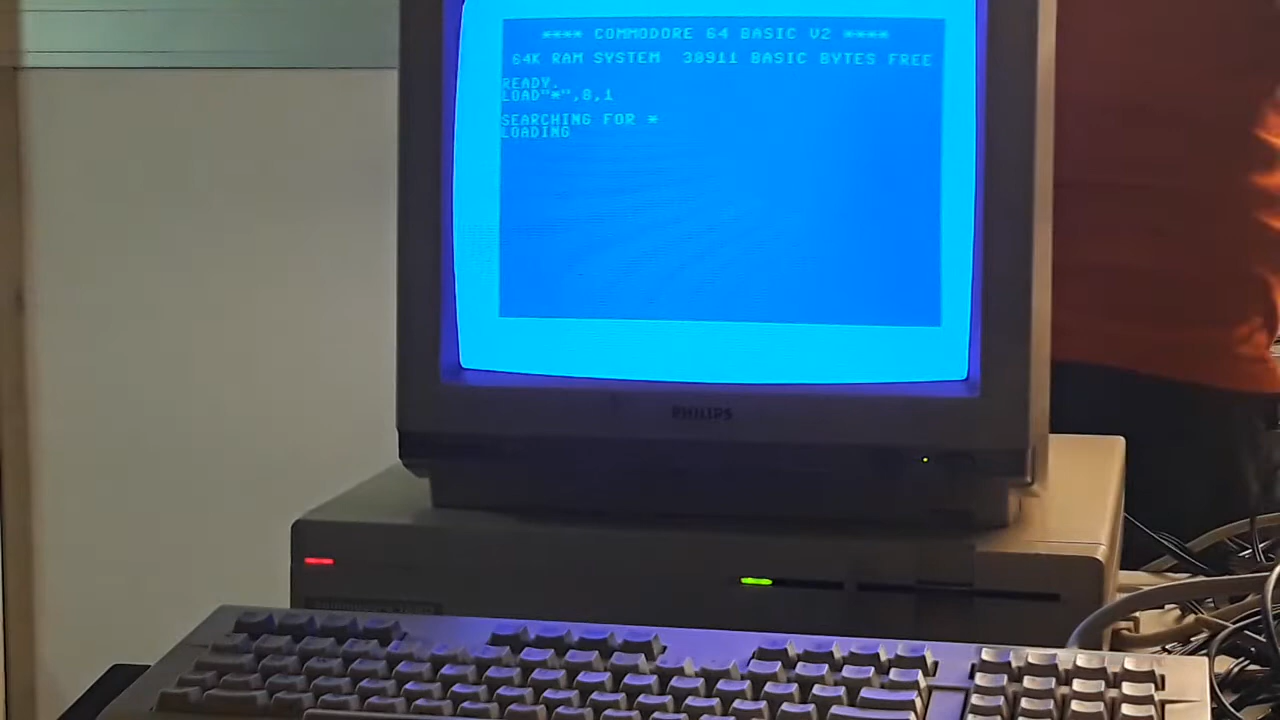 **** COMMODORE 64 BASIC V2 ****
64K RAM SYSTEM 38911 BASIC BYTES FREE
READY.
LOAD"*",8,1
SEARCHING FOR *
LOADING
PHILIPS